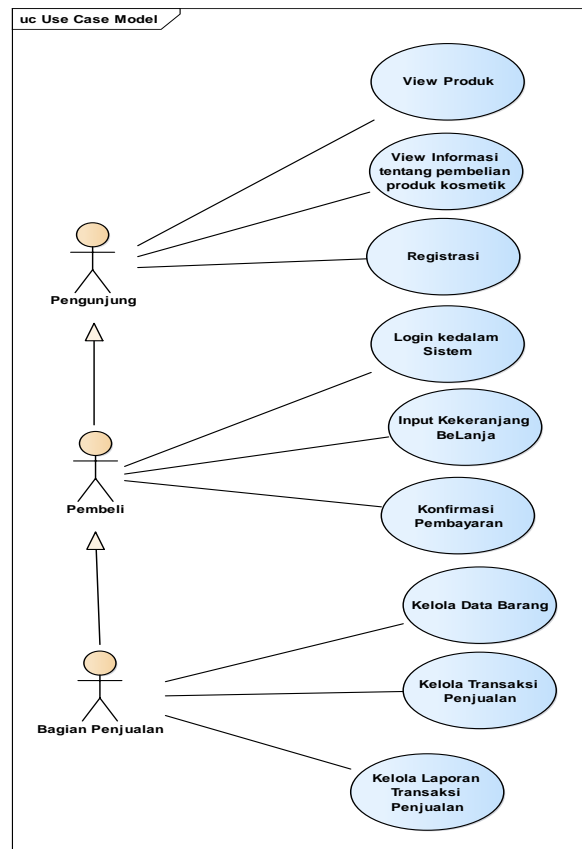 uc Use Case Model
View Produk
View Informasi
tentang pembelian
produk kosmetik
Registrasi
Pengunjung
Login kedalam
Sistem
Input Kekeranjang
BeLanja
Konfirmasi
Pembayaran
Pembeli
Kelola Data Barang
Kelola Transaksi
Penjualan
Bagian Penjualan
Kelola Laporan
Transaksi
Penjualan